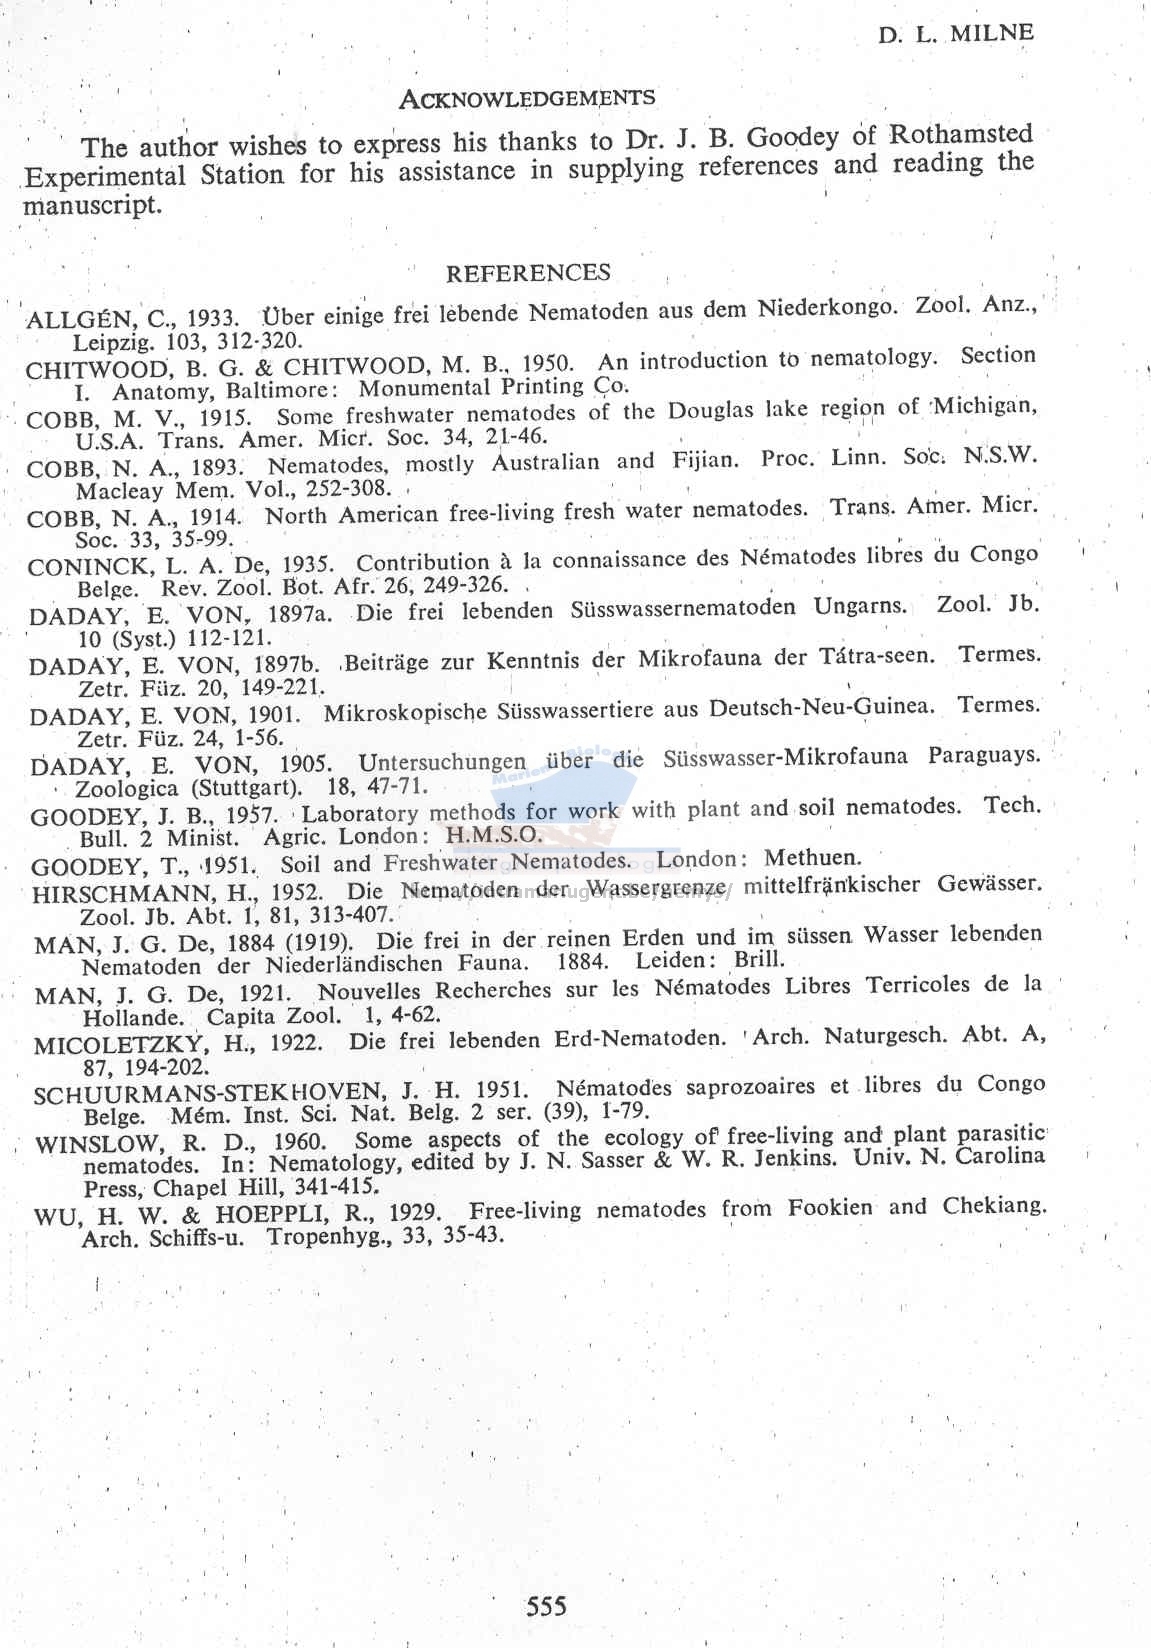 D. L. MILNE
ACKNOWLEDGEMENTS
The author wishes to express his thanks to Dr. J. B. Goodey of Rothamsted
Experimental Station for his assistance in supplying references and reading the
manuscript.
REFERENCES
ALLGÉN, C., 1933. Über einige frei lebende Nematoden aus dem Niederkongo. Zool. Anz.,
Leipzig. 103, 312-320.
CHITWOOD, B. G. & CHITWOOD, M. B., 1950. An introduction to nematology. Section
I. Anatomy, Baltimore: Monumental Printing Co.
COBB, M. V., 1915. Some freshwater nematodes of the Douglas lake region of Michigan,
U.S.A. Trans. Amer. Micr. Soc. 34, 21-46.
COBB, N. A., 1893. Nematodes, mostly Australian and Fijian. Proc. Linn. Soc. N.S.W.
Macleay Mem. Vol., 252-308.
COBB, N. A., 1914. North American free-living fresh water nematodes. Trans. Amer. Micr.
Soc. 33, 35-99.
CONINCK, L. A. De, 1935. Contribution à la connaissance des Nématodes libres du Congo
Belge. Rev. Zool. Bot. Afr. 26, 249-326.
DADAY, E. VON, 1897a. Die frei lebenden Süsswassernematoden Ungarns. Zool. Jb.
10 (Syst.) 112-121.
DADAY, E. VON, 1897b. Beiträge zur Kenntnis der Mikrofauna der Tátra-seen. Termes.
Zetr. Füz. 20, 149-221.
DADAY, E. VON, 1901. Mikroskopische Süsswassertiere aus Deutsch-Neu-Guinea. Termes.
Zetr. Füz. 24, 1-56.
DADAY, E. VON, 1905. Untersuchungen über die Süsswasser-Mikrofauna Paraguays.
Zoologica (Stuttgart). 18, 47-71.
GOODEY, J. B., 1957. Laboratory methods for work with plant and soil nematodes. Tech.
Bull. 2 Minist. Agric. London: H.M.S.O.
GOODEY, T., 1951. Soil and Freshwater Nematodes. London: Methuen.
HIRSCHMANN, H., 1952. Die Nematoden der Wassergrenze mittelfränkischer Gewässer.
Zool. Jb. Abt. 1, 81, 313-407.
MAN, J. G. De, 1884 (1919). Die frei in der reinen Erden und im süssen Wasser lebenden
Nematoden der Niederländischen Fauna. 1884. Leiden: Brill.
MAN, J. G. De, 1921. Nouvelles Recherches sur les Nématodes Libres Terricoles de la
Hollande. Capita Zool. 1, 4-62.
MICOLETZKY, H., 1922. Die frei lebenden Erd-Nematoden. Arch. Naturgesch. Abt. A,
87, 194-202.
SCHUURMANS-STEKHOVEN, J. H. 1951. Nématodes saprozoaires et libres du Congo
Belge. Mém. Inst. Sci. Nat. Belg. 2 ser. (39), 1-79.
WINSLOW, R. D., 1960. Some aspects of the ecology of free-living and plant parasitic
nematodes. In: Nematology, edited by J. N. Sasser & W. R. Jenkins. Univ. N. Carolina
Press, Chapel Hill, 341-415.
WU, H. W. & HOEPPLI, R., 1929. Free-living nematodes from Fookien and Chekiang.
Arch. Schiffs-u. Tropenhyg., 33, 35-43.
555